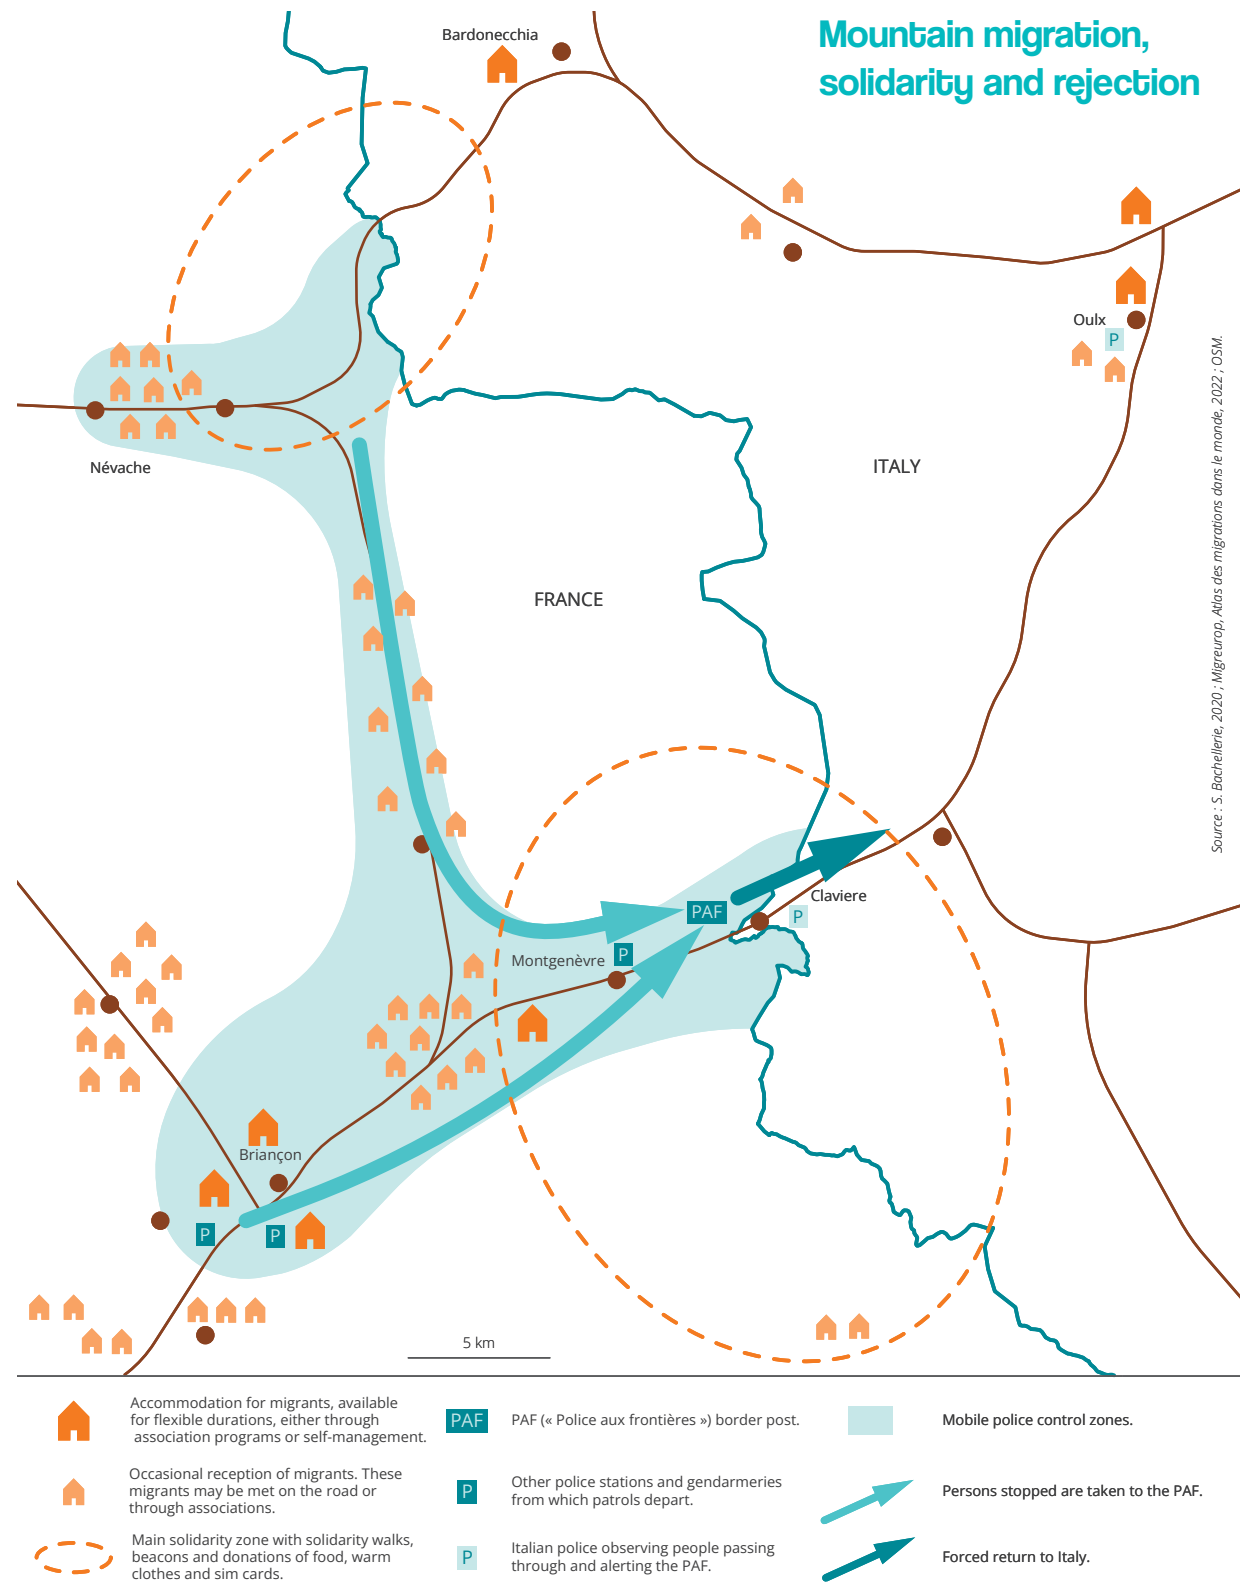 Mountain migration,
solidarity and rejection
Bardonecchia
Oulx
P
Névache
ITALY
FRANCE
Source : S. Bachellerie, 2020 ; Migreurop, Atlas des migrations dans le monde, 2022 ; OSM.
Claviere
PAF
P
Montgenèvre
P
Briançon
P
P
5 km
Accommodation for migrants, available
for flexible durations, either through
association programs or self-management.
Occasional reception of migrants. These
migrants may be met on the road or
through associations.
Main solidarity zone with solidarity walks,
beacons and donations of food, warm
clothes and sim cards.
PAF
PAF (« Police aux frontières ») border post.
P
Other police stations and gendarmeries
from which patrols depart.
P
Italian police observing people passing
through and alerting the PAF.
Mobile police control zones.
Persons stopped are taken to the PAF.
Forced return to Italy.